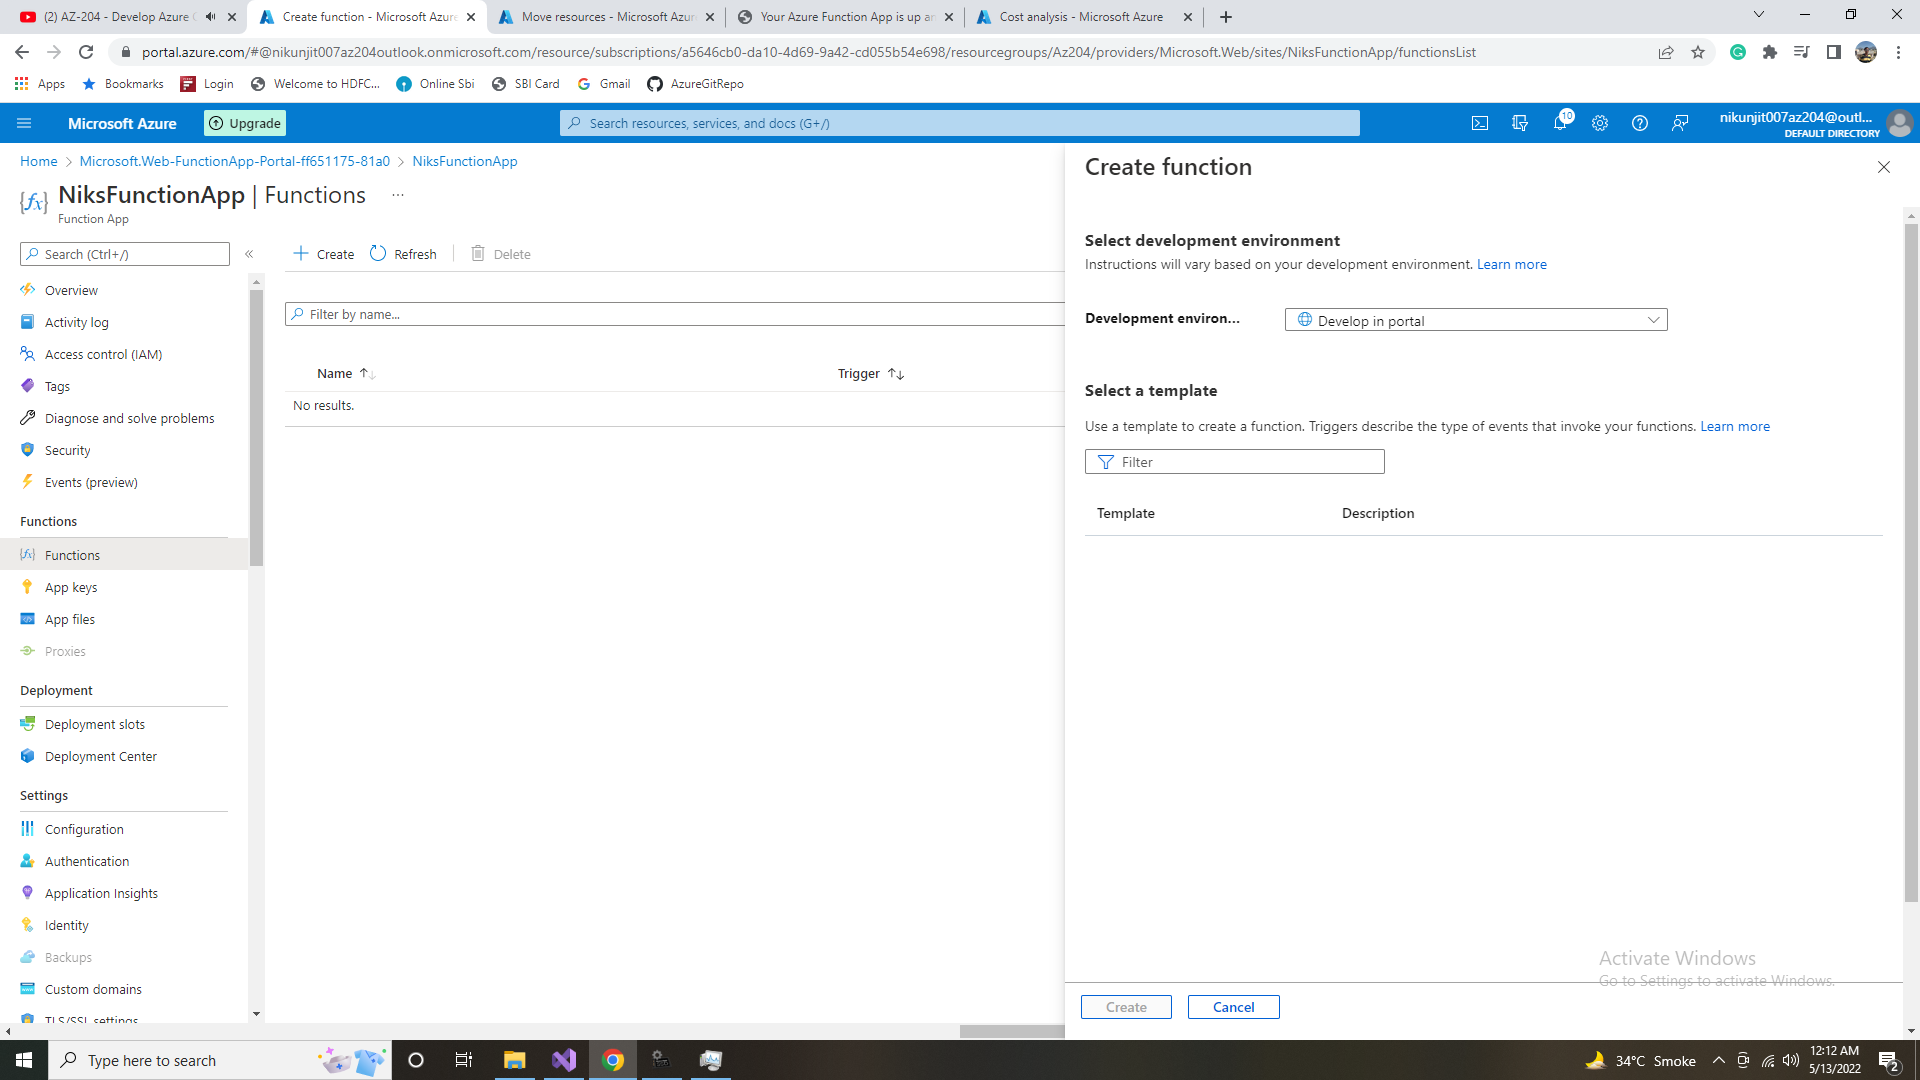 (2) AZ-204 - Develop Azure
Create function - Microsoft Azure
Move resources - Microsoft Azur
Your Azure Function App is up an
Cost analysis - Microsoft Azure
portal.azure.com/#@nikunjit007az204outlook.onmicrosoft.com/resource/subscriptions/a5646cb0-da10-4d69-9a42-cd055b54e698/resourcegroups/Az204/providers/Microsoft.Web/sites/NiksFunctionApp/functionsList
Apps
Bookmarks
Login
Welcome to HDFC...
Online Sbi
SBI Card
Gmail
AzureGitRepo
Microsoft Azure
Upgrade
Search resources, services, and docs (G+/)
10
nikunjit007az204@outl...
DEFAULT DIRECTORY
Home > Microsoft.Web-FunctionApp-Portal-ff651175-81a0 > NiksFunctionApp
NiksFunctionApp | Functions ...
Function App
Search (Ctrl+/)
Overview
Activity log
Access control (IAM)
Tags
Diagnose and solve problems
Security
Events (preview)
Functions
Functions
App keys
App files
Proxies
Deployment
Deployment slots
Deployment Center
Settings
Configuration
Authentication
Application Insights
Identity
Backups
Custom domains
TLS/SSL settings
Create
Refresh
Delete
Filter by name...
Name
Trigger
No results.
Create function
Select development environment
Instructions will vary based on your development environment. Learn more
Development environ...
Develop in portal
Select a template
Use a template to create a function. Triggers describe the type of events that invoke your functions. Learn more
Filter
Template
Description
Activate Windows
Go to Settings to activate Windows.
Create
Cancel
Type here to search
34°C Smoke
12:12 AM
5/13/2022
2